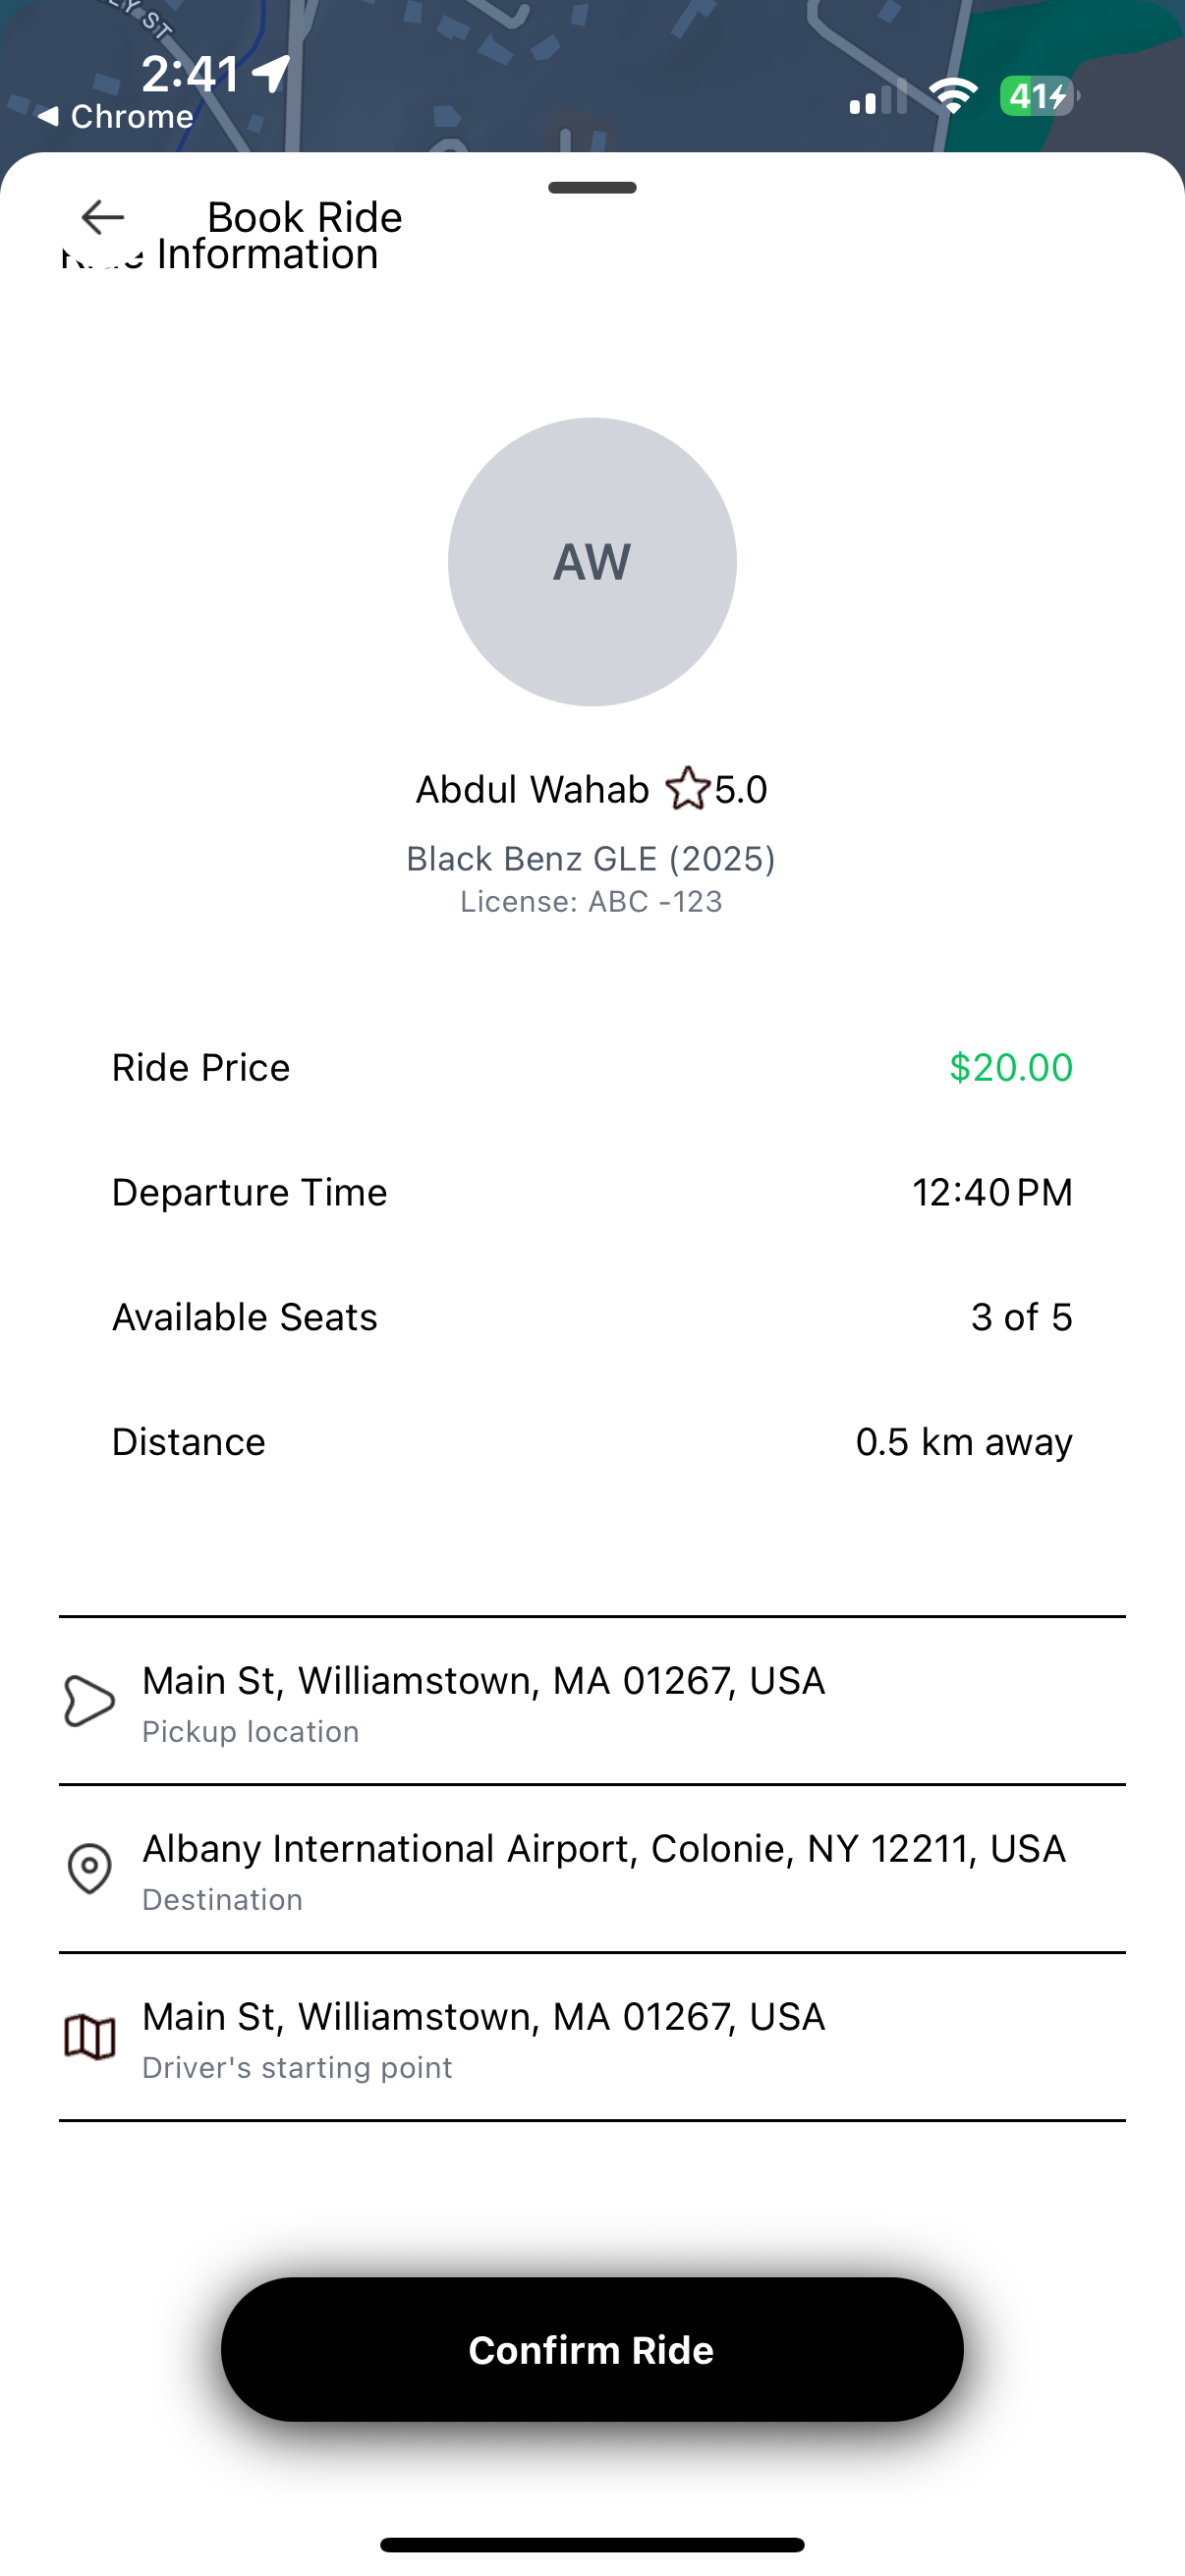 LY ST
2:41
Chrome
41
Book Ride
Ride Information
AW
Abdul Wahab 5.0
Black Benz GLE (2025)
License: ABC -123
Ride Price $20.00
Departure Time 12:40 PM
Available Seats 3 of 5
Distance 0.5 km away
Main St, Williamstown, MA 01267, USA
Pickup location
Albany International Airport, Colonie, NY 12211, USA
Destination
Main St, Williamstown, MA 01267, USA
Driver's starting point
Confirm Ride